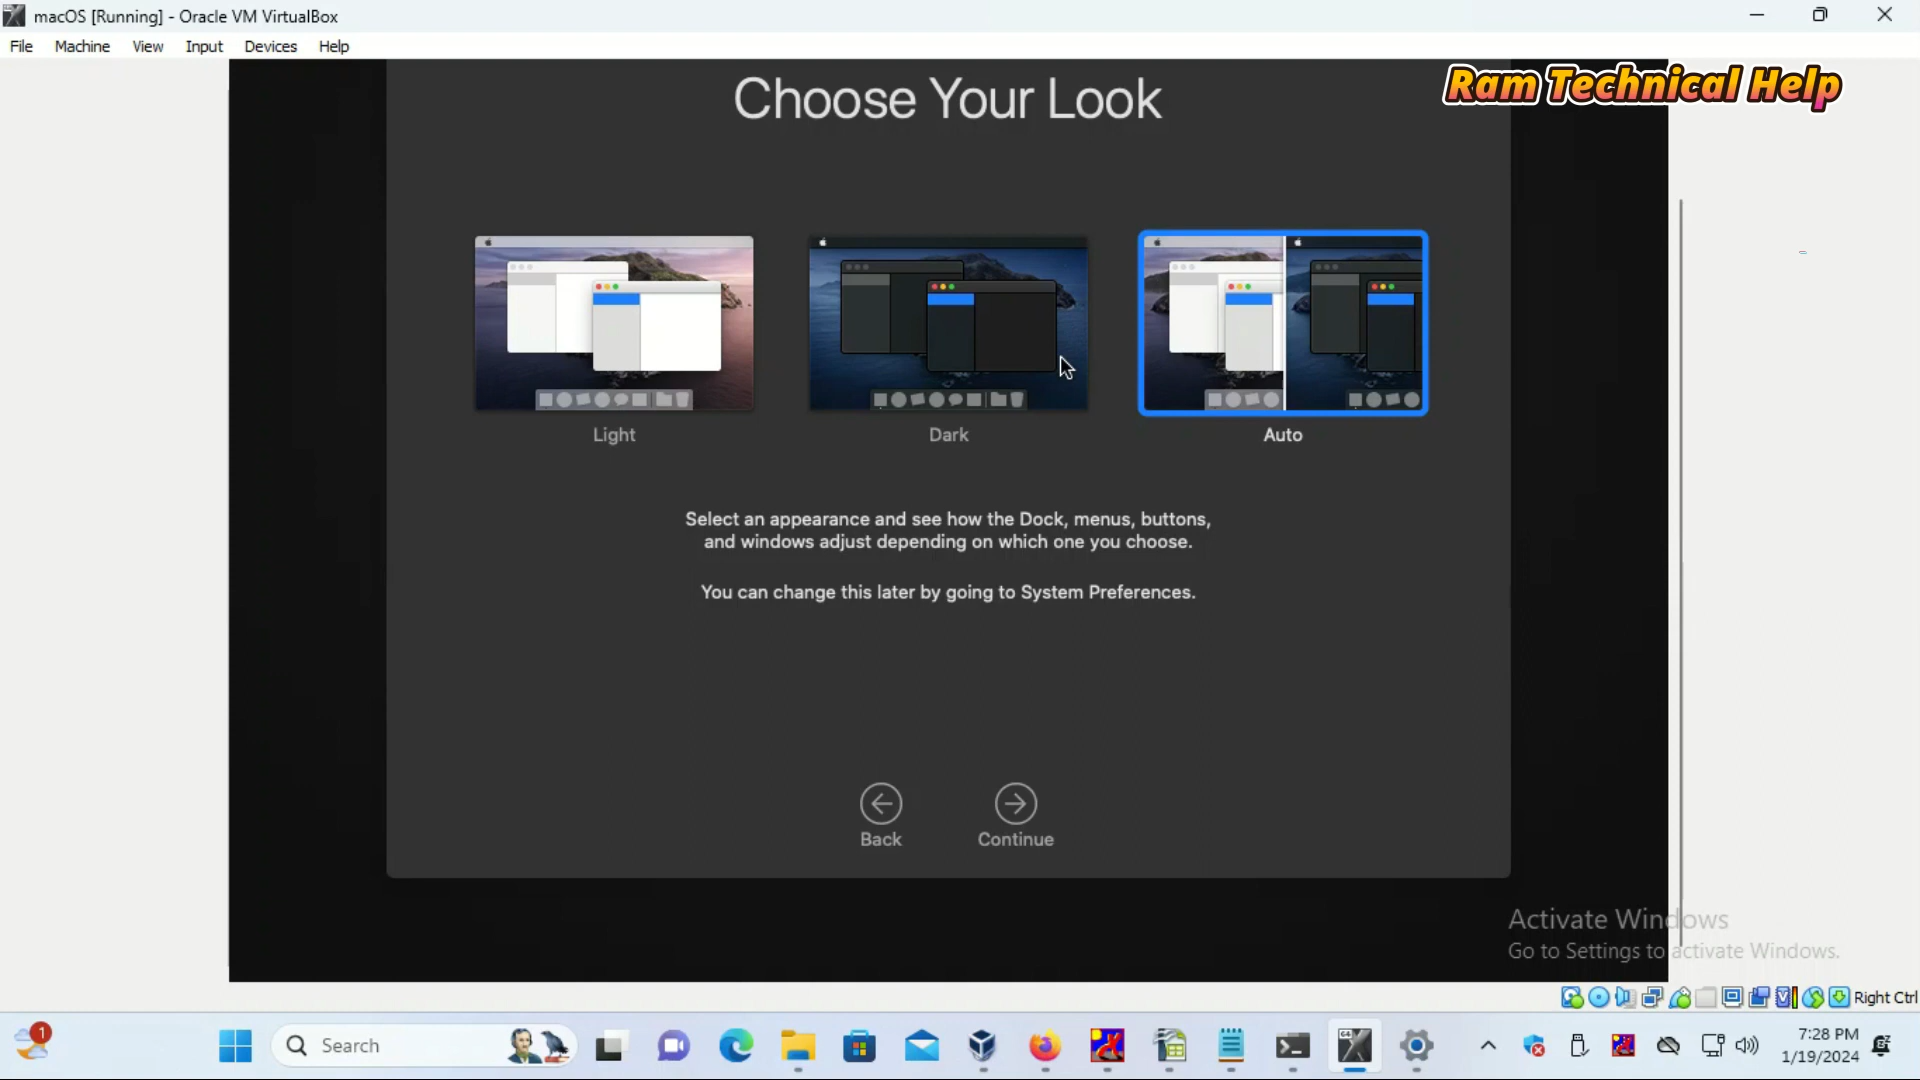 macOS [Running] - Oracle VM VirtualBox
File Machine View Input Devices Help
Ram Technical Help
Choose Your Look
Light Dark Auto
Select an appearance and see how the Dock, menus, buttons,
and windows adjust depending on which one you choose.
You can change this later by going to System Preferences.
Back Continue
Activate Windows
Go to Settings to activate Windows.
Right Ctrl
1
Search
64
7:28 PM
1/19/2024